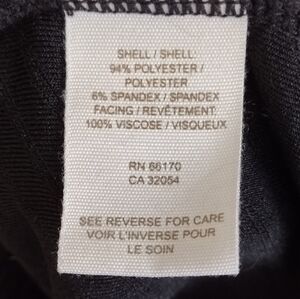 SHELL / SHELL
94% POLYESTER /
POLYESTER
6% SPANDEX / SPANDEX
FACING / REVÊTEMENT
100% VISCOSE / VISQUEUX
RN 66170
CA 32054
SEE REVERSE FOR CARE
VOIR L'INVERSE POUR
LE SOIN